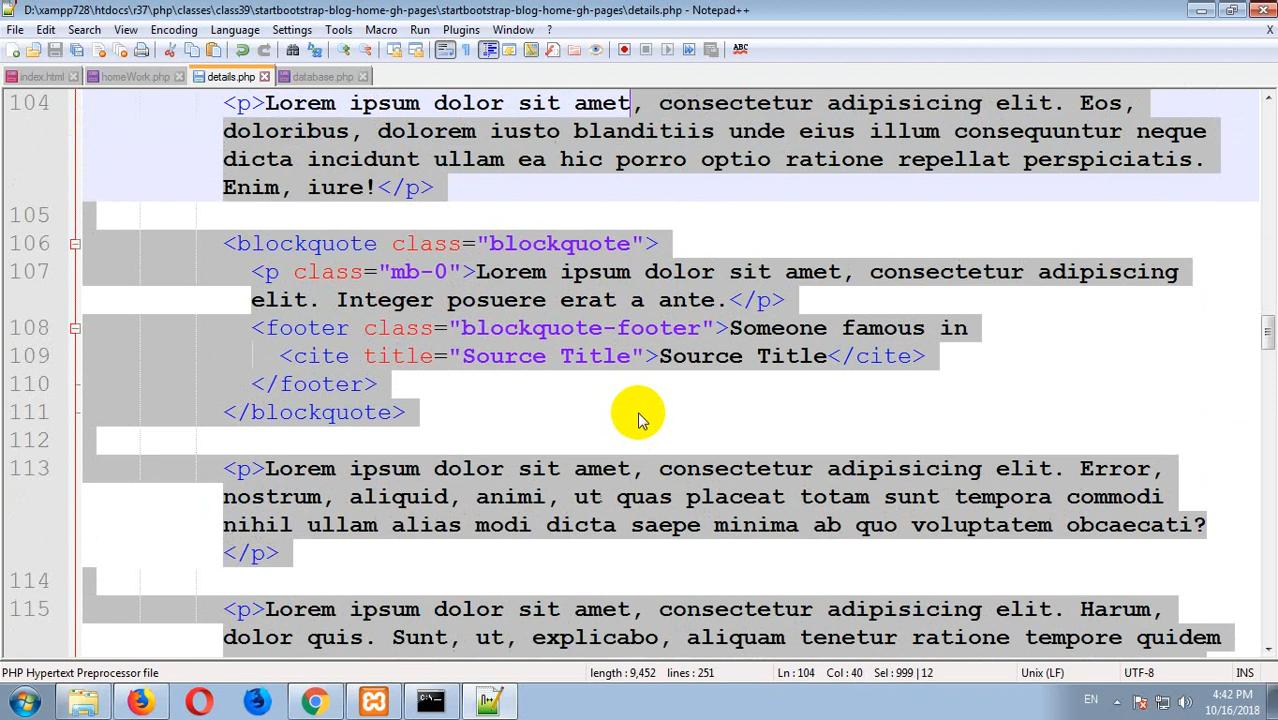 D:\xampp728\htdocs\r37\php\classes\class39\startbootstrap-blog-home-gh-pages\startbootstrap-blog-home-gh-pages\details.php - Notepad++
File Edit Search View Encoding Language Settings Tools Macro Run Plugins Window ? X
index.html homeWork.php details.php database.php
104 <p>Lorem ipsum dolor sit amet, consectetur adipisicing elit. Eos,
doloribus, dolorem iusto blanditiis unde eius illum consequuntur neque
dicta incidunt ullam ea hic porro optio ratione repellat perspiciatis.
Enim, iure!</p>
105
106 <blockquote class="blockquote">
107 <p class="mb-0">Lorem ipsum dolor sit amet, consectetur adipiscing
elit. Integer posuere erat a ante.</p>
108 <footer class="blockquote-footer">Someone famous in
109 <cite title="Source Title">Source Title</cite>
110 </footer>
111 </blockquote>
112
113 <p>Lorem ipsum dolor sit amet, consectetur adipisicing elit. Error,
nostrum, aliquid, animi, ut quas placeat totam sunt tempora commodi
nihil ullam alias modi dicta saepe minima ab quo voluptatem obcaecati?
</p>
114
115 <p>Lorem ipsum dolor sit amet, consectetur adipisicing elit. Harum,
dolor quis. Sunt, ut, explicabo, aliquam tenetur ratione tempore quidem
PHP Hypertext Preprocessor file length : 9,452 lines : 251 Ln : 104 Col : 40 Sel : 999 | 12 Unix (LF) UTF-8 INS
EN 4:42 PM
10/16/2018